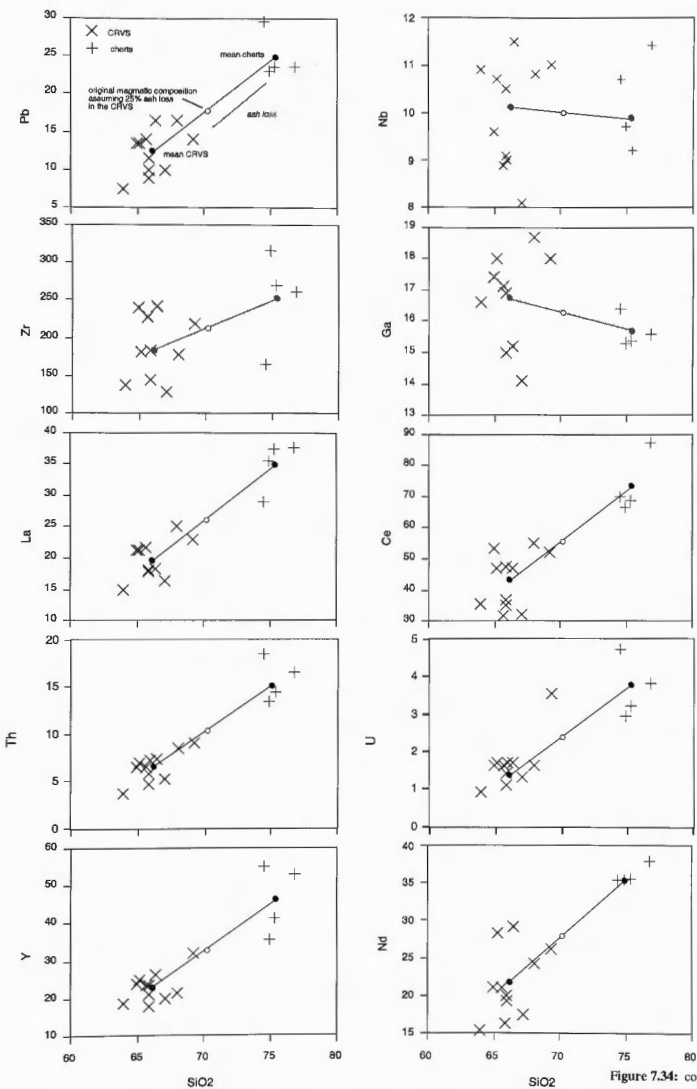 30
25
20
15
10
5
Pb
CRVS
cherts
mean cherts
original magmatic composition
assuming 25% ash loss
in the CRVS
ash loss
mean CRVS
12
11
10
9
8
Nb
350
300
250
200
150
100
Zr
19
18
17
16
15
14
13
Ga
40
35
30
25
20
15
10
La
90
80
70
60
50
40
30
Ce
20
15
10
5
0
Th
5
4
3
2
1
0
U
60
50
40
30
20
10
Y
60 65 70 75 80
SiO2
40
35
30
25
20
15
Nd
60 65 70 75 80
SiO2
Figure 7.34: co